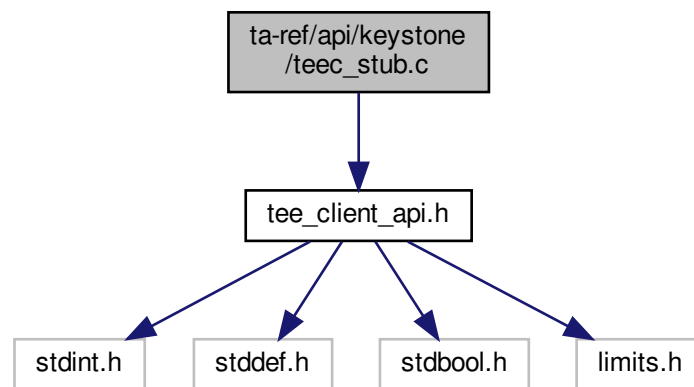 ta-ref/api/keystone
/teec_stub.c
tee_client_api.h
stdint.h
stddef.h
stdbool.h
limits.h